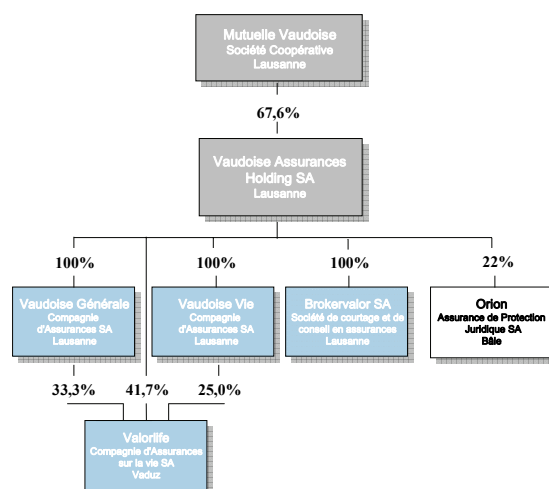 Mutuelle Vaudoise
Société Coopérative
Lausanne
67,6%
Vaudoise Assurances
Holding SA
Lausanne
100%
100%
100%
22%
Vaudoise Générale
Compagnie
d'Assurances SA
Lausanne
Vaudoise Vie
Compagnie
d'Assurances SA
Lausanne
Brokervalor SA
Société de courtage et de
conseil en assurances
Lausanne
Orion
Assurance de Protection
Juridique SA
Bâle
33,3%
41,7%
25,0%
Valorlife
Compagnie d'Assurances
sur la vie SA
Vaduz